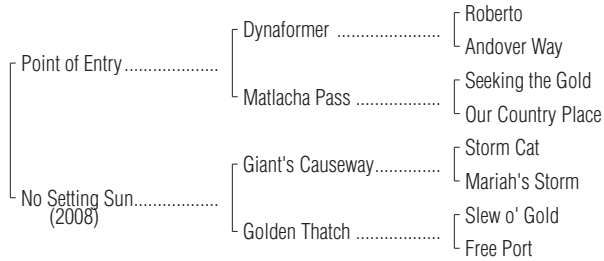 Roberto
Dynaformer ..................
Andover Way
Point of Entry...................
Seeking the Gold
Matlacha Pass ...............
Our Country Place
Storm Cat
Giant's Causeway.............
Mariah's Storm
No Setting Sun.................
(2008)
Slew o' Gold
Golden Thatch ...............
Free Port